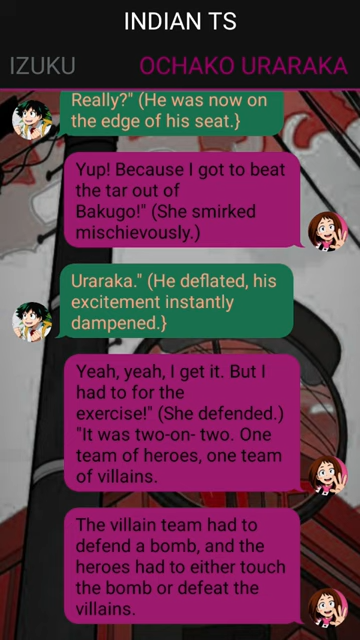 INDIAN TS
IZUKU
OCHAKO URARAKA
Really?" (He was now on
the edge of his seat.}
Yup! Because I got to beat
the tar out of
Bakugo!" (She smirked
mischievously.)
Uraraka." (He deflated, his
excitement instantly
dampened.}
Yeah, yeah, I get it. But I
had to for the
exercise!" (She defended.)
"It was two-on- two. One
team of heroes, one team
of villains.
The villain team had to
defend a bomb, and the
heroes had to either touch
the bomb or defeat the
villains.